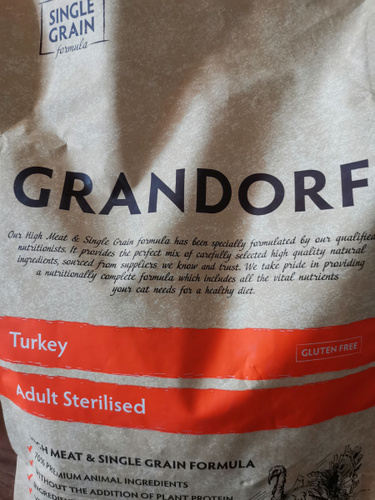 SINGLE
GRAIN
formula
GRANDORF
Our High Meat & Single Grain formula has been specially formulated by our qualified
nutritionists. It provides the perfect mix of carefully selected high quality natural
ingredients, sourced from suppliers we know and trust. We take pride in providing
a nutritionally complete formula which includes all the vital nutrients
your cat needs for a healthy diet.
Turkey
GLUTEN FREE
Adult Sterilised
HIGH MEAT & SINGLE GRAIN FORMULA
70% PREMIUM ANIMAL INGREDIENTS
WITHOUT THE ADDITION OF PLANT PROTEIN